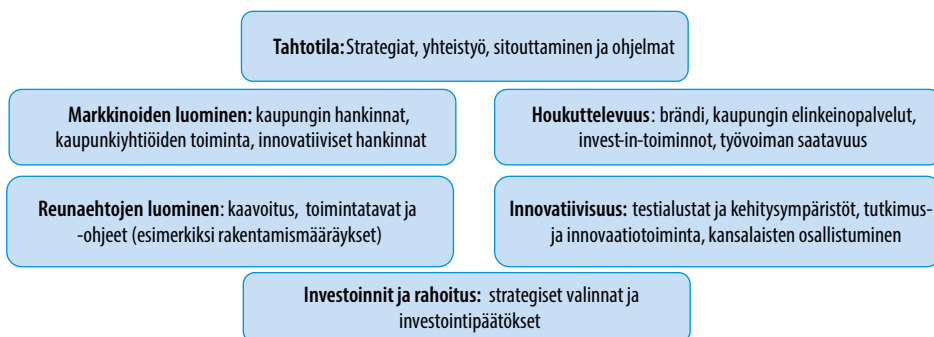 Tahtotila: Strategiat, yhteistyö, sitouttaminen ja ohjelmat
Markkinoiden luominen: kaupungin hankinnat,
kaupunkiyhtiöiden toiminta, innovatiiviset hankinnat
Houkuttelevuus: brändi, kaupungin elinkeinopalvelut,
invest-in-toiminnot, työvoiman saatavuus
Reunaehtojen luominen: kaavoitus, toimintatavat ja
-ohjeet (esimerkiksi rakentamismääräykset)
Innovatiivisuus: testialustat ja kehitysympäristöt, tutkimus-
ja innovaatiotoiminta, kansalaisten osallistuminen
Investoinnit ja rahoitus: strategiset valinnat ja
investointipäätökset